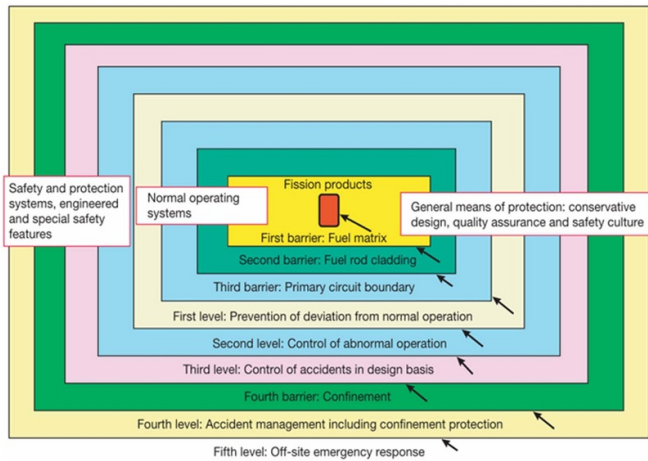 Fission products
Safety and protection
systems, engineered
and special safety
features
Normal operating
systems
General means of protection: conservative
design, quality assurance and safety culture
First barrier: Fuel matrix
Second barrier: Fuel rod cladding
Third barrier: Primary circuit boundary
First level: Prevention of deviation from normal operation
Second level: Control of abnormal operation
Third level: Control of accidents in design basis
Fourth barrier: Confinement
Fourth level: Accident management including confinement protection
Fifth level: Off-site emergency response